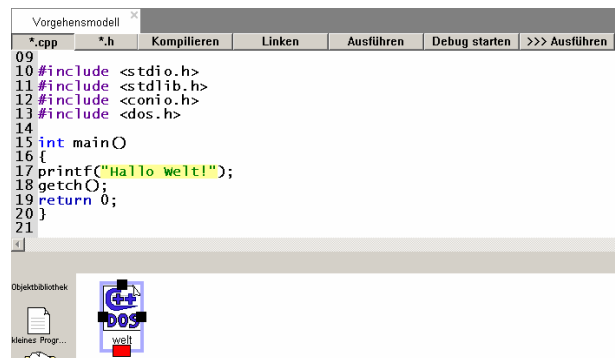 Vorgehensmodell
*.cpp *.h Kompilieren Linken Ausführen Debug starten >>> Ausführen
09
10 #include <stdio.h>
11 #include <stdlib.h>
12 #include <conio.h>
13 #include <dos.h>
14
15 int main()
16 {
17 printf("Hallo Welt!");
18 getch();
19 return 0;
20 }
21
Objektbibliothek
C++
DOS
kleines Progr...
welt